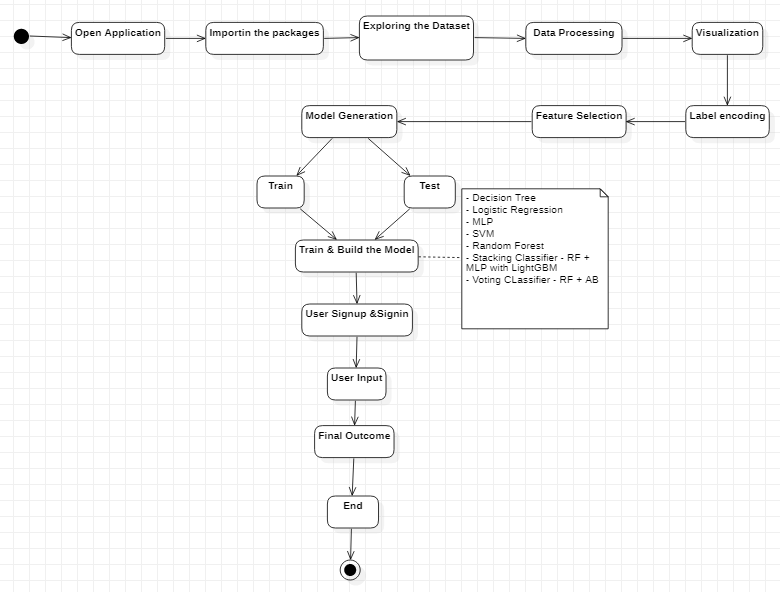 Open Application
Importin the packages
Exploring the Dataset
Data Processing
Visualization
Label encoding
Feature Selection
Model Generation
Train
Test
- Decision Tree
- Logistic Regression
- MLP
- SVM
- Random Forest
- Stacking Classifier - RF +
MLP with LightGBM
- Voting CLassifier - RF + AB
Train & Build the Model
User Signup &Signin
User Input
Final Outcome
End